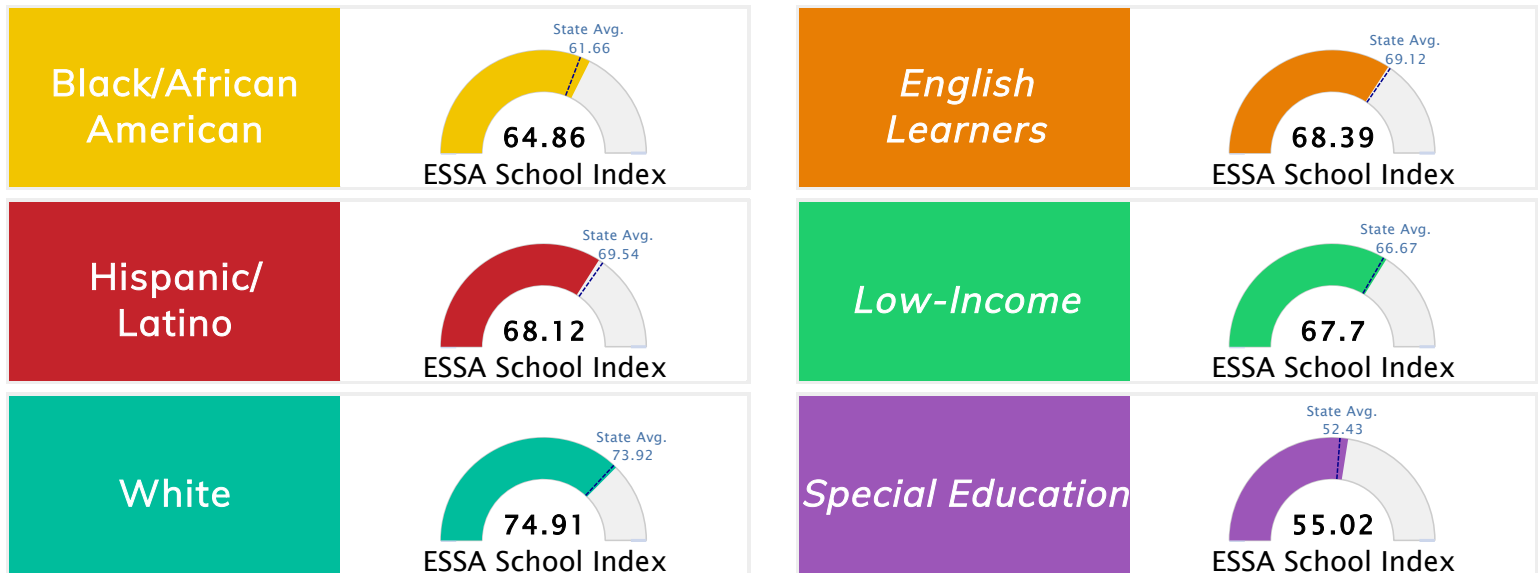 Black/African
American
State Avg.
61.66
64.86
ESSA School Index
English
Learners
State Avg.
69.12
68.39
ESSA School Index
Hispanic/
Latino
State Avg.
69.54
68.12
ESSA School Index
Low-Income
State Avg.
66.67
67.7
ESSA School Index
White
State Avg.
73.92
74.91
ESSA School Index
Special Education
State Avg.
52.43
55.02
ESSA School Index